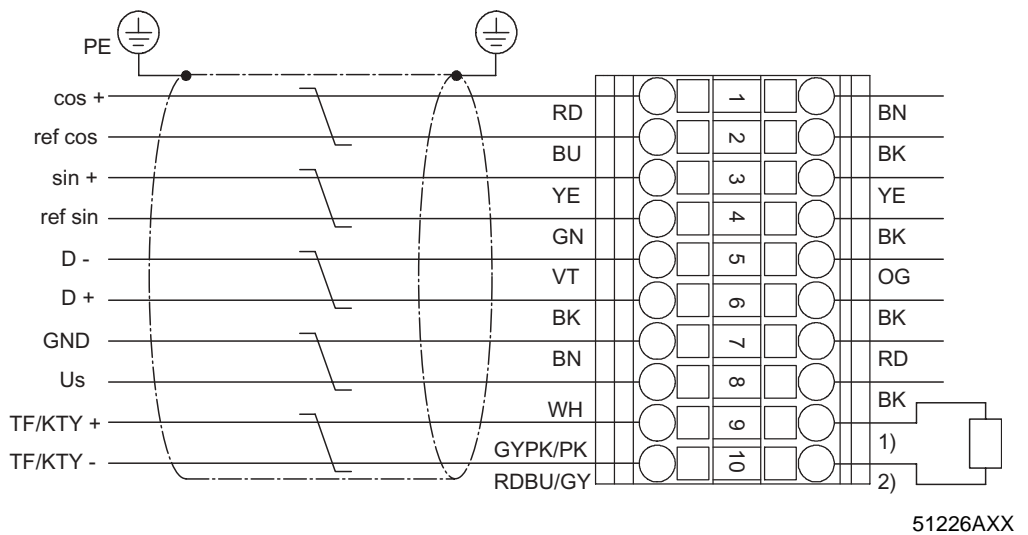 PE
cos +
RD
1
BN
ref cos
BU
2
BK
sin +
YE
3
YE
ref sin
GN
4
BK
D -
VT
5
OG
D +
BK
6
BK
GND
BN
7
RD
Us
WH
8
BK
TF/KTY +
GYPK/PK
9
1)
TF/KTY -
RDBU/GY
10
2)
51226AXX